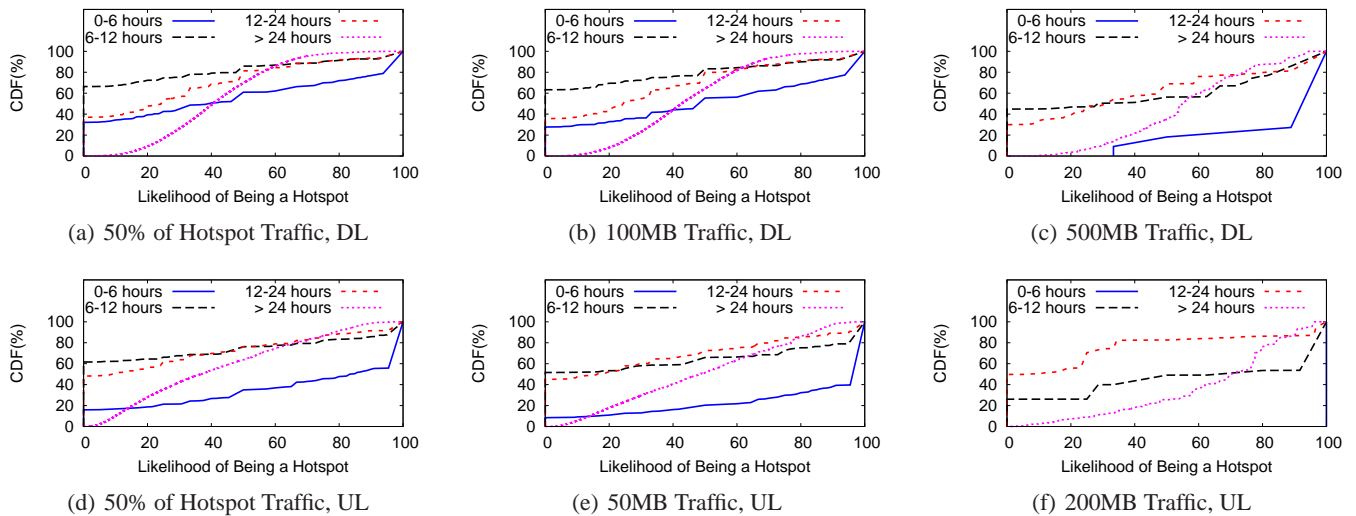 0-6 hours 12-24 hours
6-12 hours > 24 hours
100
80
60
40
20
0
CDF(%)
0 20 40 60 80 100
Likelihood of Being a Hotspot
(a) 50% of Hotspot Traffic, DL
0-6 hours 12-24 hours
6-12 hours > 24 hours
100
80
60
40
20
0
CDF(%)
0 20 40 60 80 100
Likelihood of Being a Hotspot
(b) 100MB Traffic, DL
0-6 hours 12-24 hours
6-12 hours > 24 hours
100
80
60
40
20
0
CDF(%)
0 20 40 60 80 100
Likelihood of Being a Hotspot
(c) 500MB Traffic, DL
0-6 hours 12-24 hours
6-12 hours > 24 hours
100
80
60
40
20
0
CDF(%)
0 20 40 60 80 100
Likelihood of Being a Hotspot
(d) 50% of Hotspot Traffic, UL
0-6 hours 12-24 hours
6-12 hours > 24 hours
100
80
60
40
20
0
CDF(%)
0 20 40 60 80 100
Likelihood of Being a Hotspot
(e) 50MB Traffic, UL
0-6 hours 12-24 hours
6-12 hours > 24 hours
100
80
60
40
20
0
CDF(%)
0 20 40 60 80 100
Likelihood of Being a Hotspot
(f) 200MB Traffic, UL